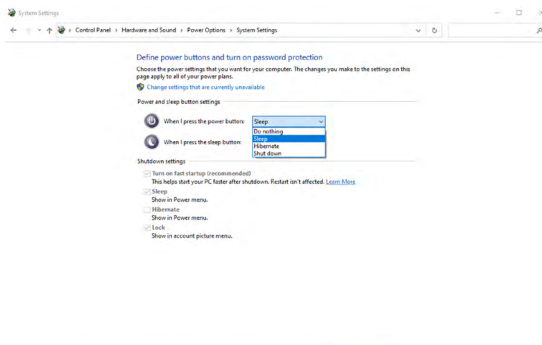 System Settings
Control Panel > Hardware and Sound > Power Options > System Settings
Define power buttons and turn on password protection
Choose the power settings that you want for your computer. The changes you make to the settings on this
page apply to all of your power plans.
Change settings that are currently unavailable
Power and sleep button settings
When I press the power button: Sleep
Do nothing
Sleep
When I press the sleep button:
Hibernate
Shut down
Shutdown settings
Turn on fast startup (recommended)
This helps start your PC faster after shutdown. Restart isn't affected. Learn More
Sleep
Show in Power menu.
Hibernate
Show in Power menu.
Lock
Show in account picture menu.